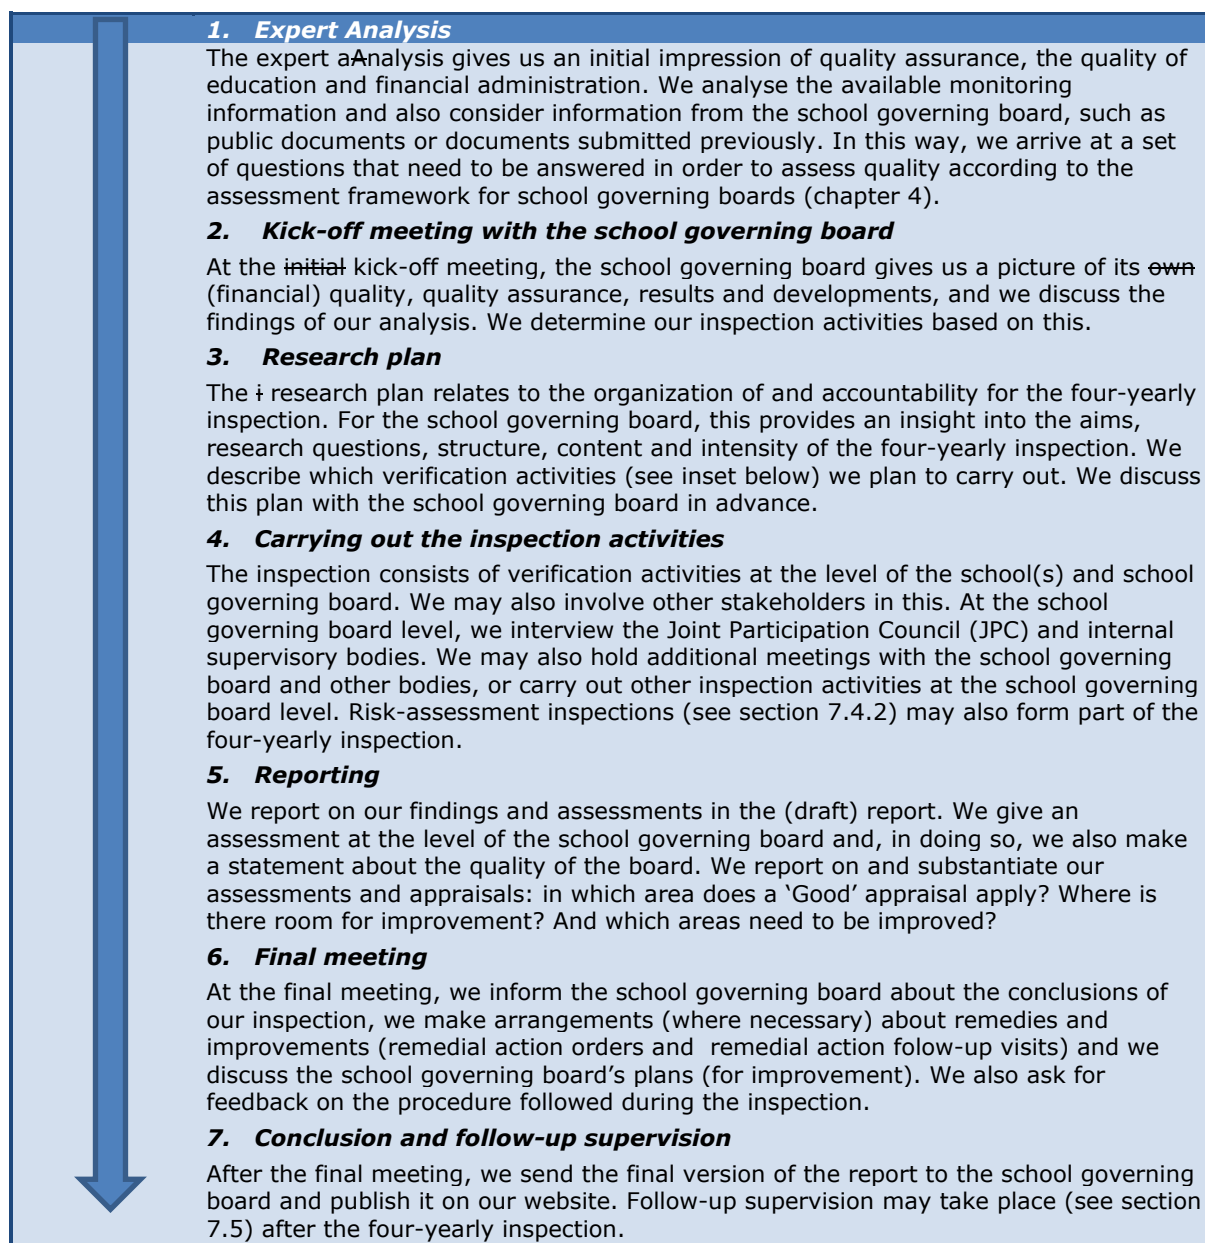 1. Expert Analysis
The expert aAnalysis gives us an initial impression of quality assurance, the quality of
education and financial administration. We analyse the available monitoring
information and also consider information from the school governing board, such as
public documents or documents submitted previously. In this way, we arrive at a set
of questions that need to be answered in order to assess quality according to the
assessment framework for school governing boards (chapter 4).
2. Kick-off meeting with the school governing board
At the initial kick-off meeting, the school governing board gives us a picture of its own
(financial) quality, quality assurance, results and developments, and we discuss the
findings of our analysis. We determine our inspection activities based on this.
3. Research plan
The i research plan relates to the organization of and accountability for the four-yearly
inspection. For the school governing board, this provides an insight into the aims,
research questions, structure, content and intensity of the four-yearly inspection. We
describe which verification activities (see inset below) we plan to carry out. We discuss
this plan with the school governing board in advance.
4. Carrying out the inspection activities
The inspection consists of verification activities at the level of the school(s) and school
governing board. We may also involve other stakeholders in this. At the school
governing board level, we interview the Joint Participation Council (JPC) and internal
supervisory bodies. We may also hold additional meetings with the school governing
board and other bodies, or carry out other inspection activities at the school governing
board level. Risk-assessment inspections (see section 7.4.2) may also form part of the
four-yearly inspection.
5. Reporting
We report on our findings and assessments in the (draft) report. We give an
assessment at the level of the school governing board and, in doing so, we also make
a statement about the quality of the board. We report on and substantiate our
assessments and appraisals: in which area does a ‘Good’ appraisal apply? Where is
there room for improvement? And which areas need to be improved?
6. Final meeting
At the final meeting, we inform the school governing board about the conclusions of
our inspection, we make arrangements (where necessary) about remedies and
improvements (remedial action orders and remedial action folow-up visits) and we
discuss the school governing board’s plans (for improvement). We also ask for
feedback on the procedure followed during the inspection.
7. Conclusion and follow-up supervision
After the final meeting, we send the final version of the report to the school governing
board and publish it on our website. Follow-up supervision may take place (see section
7.5) after the four-yearly inspection.